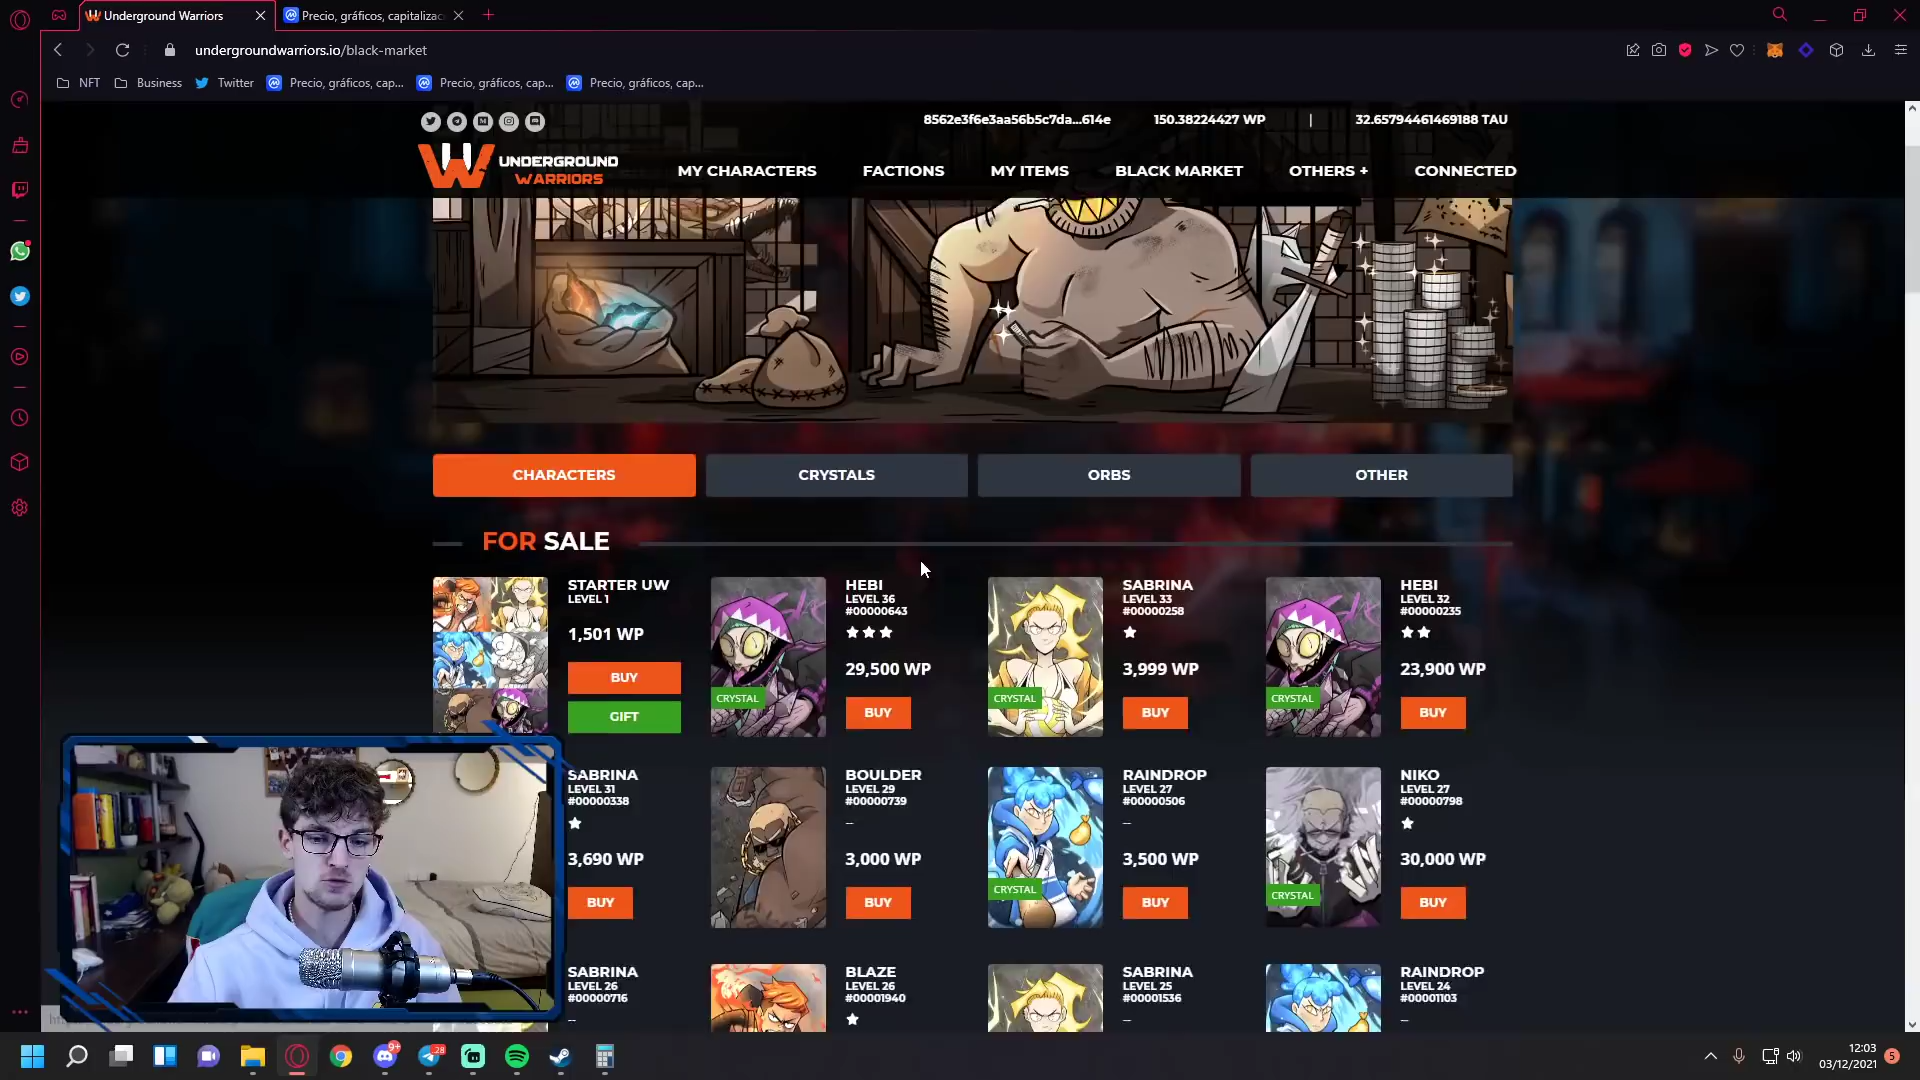 Underground Warriors
Precio, gráficos, capitalizac
undergroundwarriors.io/black-market
NFT
Business
Twitter
Precio, gráficos, cap...
Precio, gráficos, cap...
Precio, gráficos, cap...
8562e3f6e3aa56b5c7da...614e
150.38224427 WP
|
32.65794461469188 TAU
UNDERGROUND
WARRIORS
MY CHARACTERS
FACTIONS
MY ITEMS
BLACK MARKET
OTHERS +
CONNECTED
CHARACTERS
CRYSTALS
ORBS
OTHER
FOR SALE
STARTER UW
LEVEL 1
1,501 WP
BUY
GIFT
HEBI
LEVEL 36
#00000643
29,500 WP
CRYSTAL
BUY
SABRINA
LEVEL 33
#00000258
3,999 WP
CRYSTAL
BUY
HEBI
LEVEL 32
#00000235
23,900 WP
CRYSTAL
BUY
SABRINA
LEVEL 31
#00000338
3,690 WP
BUY
BOULDER
LEVEL 29
#00000739
--
3,000 WP
BUY
RAINDROP
LEVEL 27
#00000506
--
3,500 WP
CRYSTAL
BUY
NIKO
LEVEL 27
#00000798
30,000 WP
CRYSTAL
BUY
SABRINA
LEVEL 26
#00000716
--
BLAZE
LEVEL 26
#00001940
SABRINA
LEVEL 25
#00001536
--
RAINDROP
LEVEL 24
#00001103
--
9+
28
12:03
03/12/2021
5